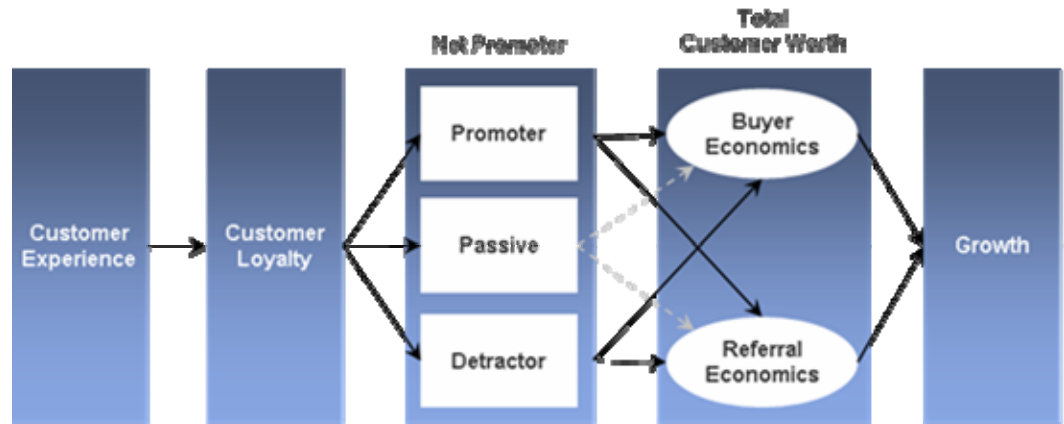 Net Promoter
Total
Customer Worth
Customer
Experience
Customer
Loyalty
Promoter
Passive
Detractor
Buyer
Economics
Referral
Economics
Growth